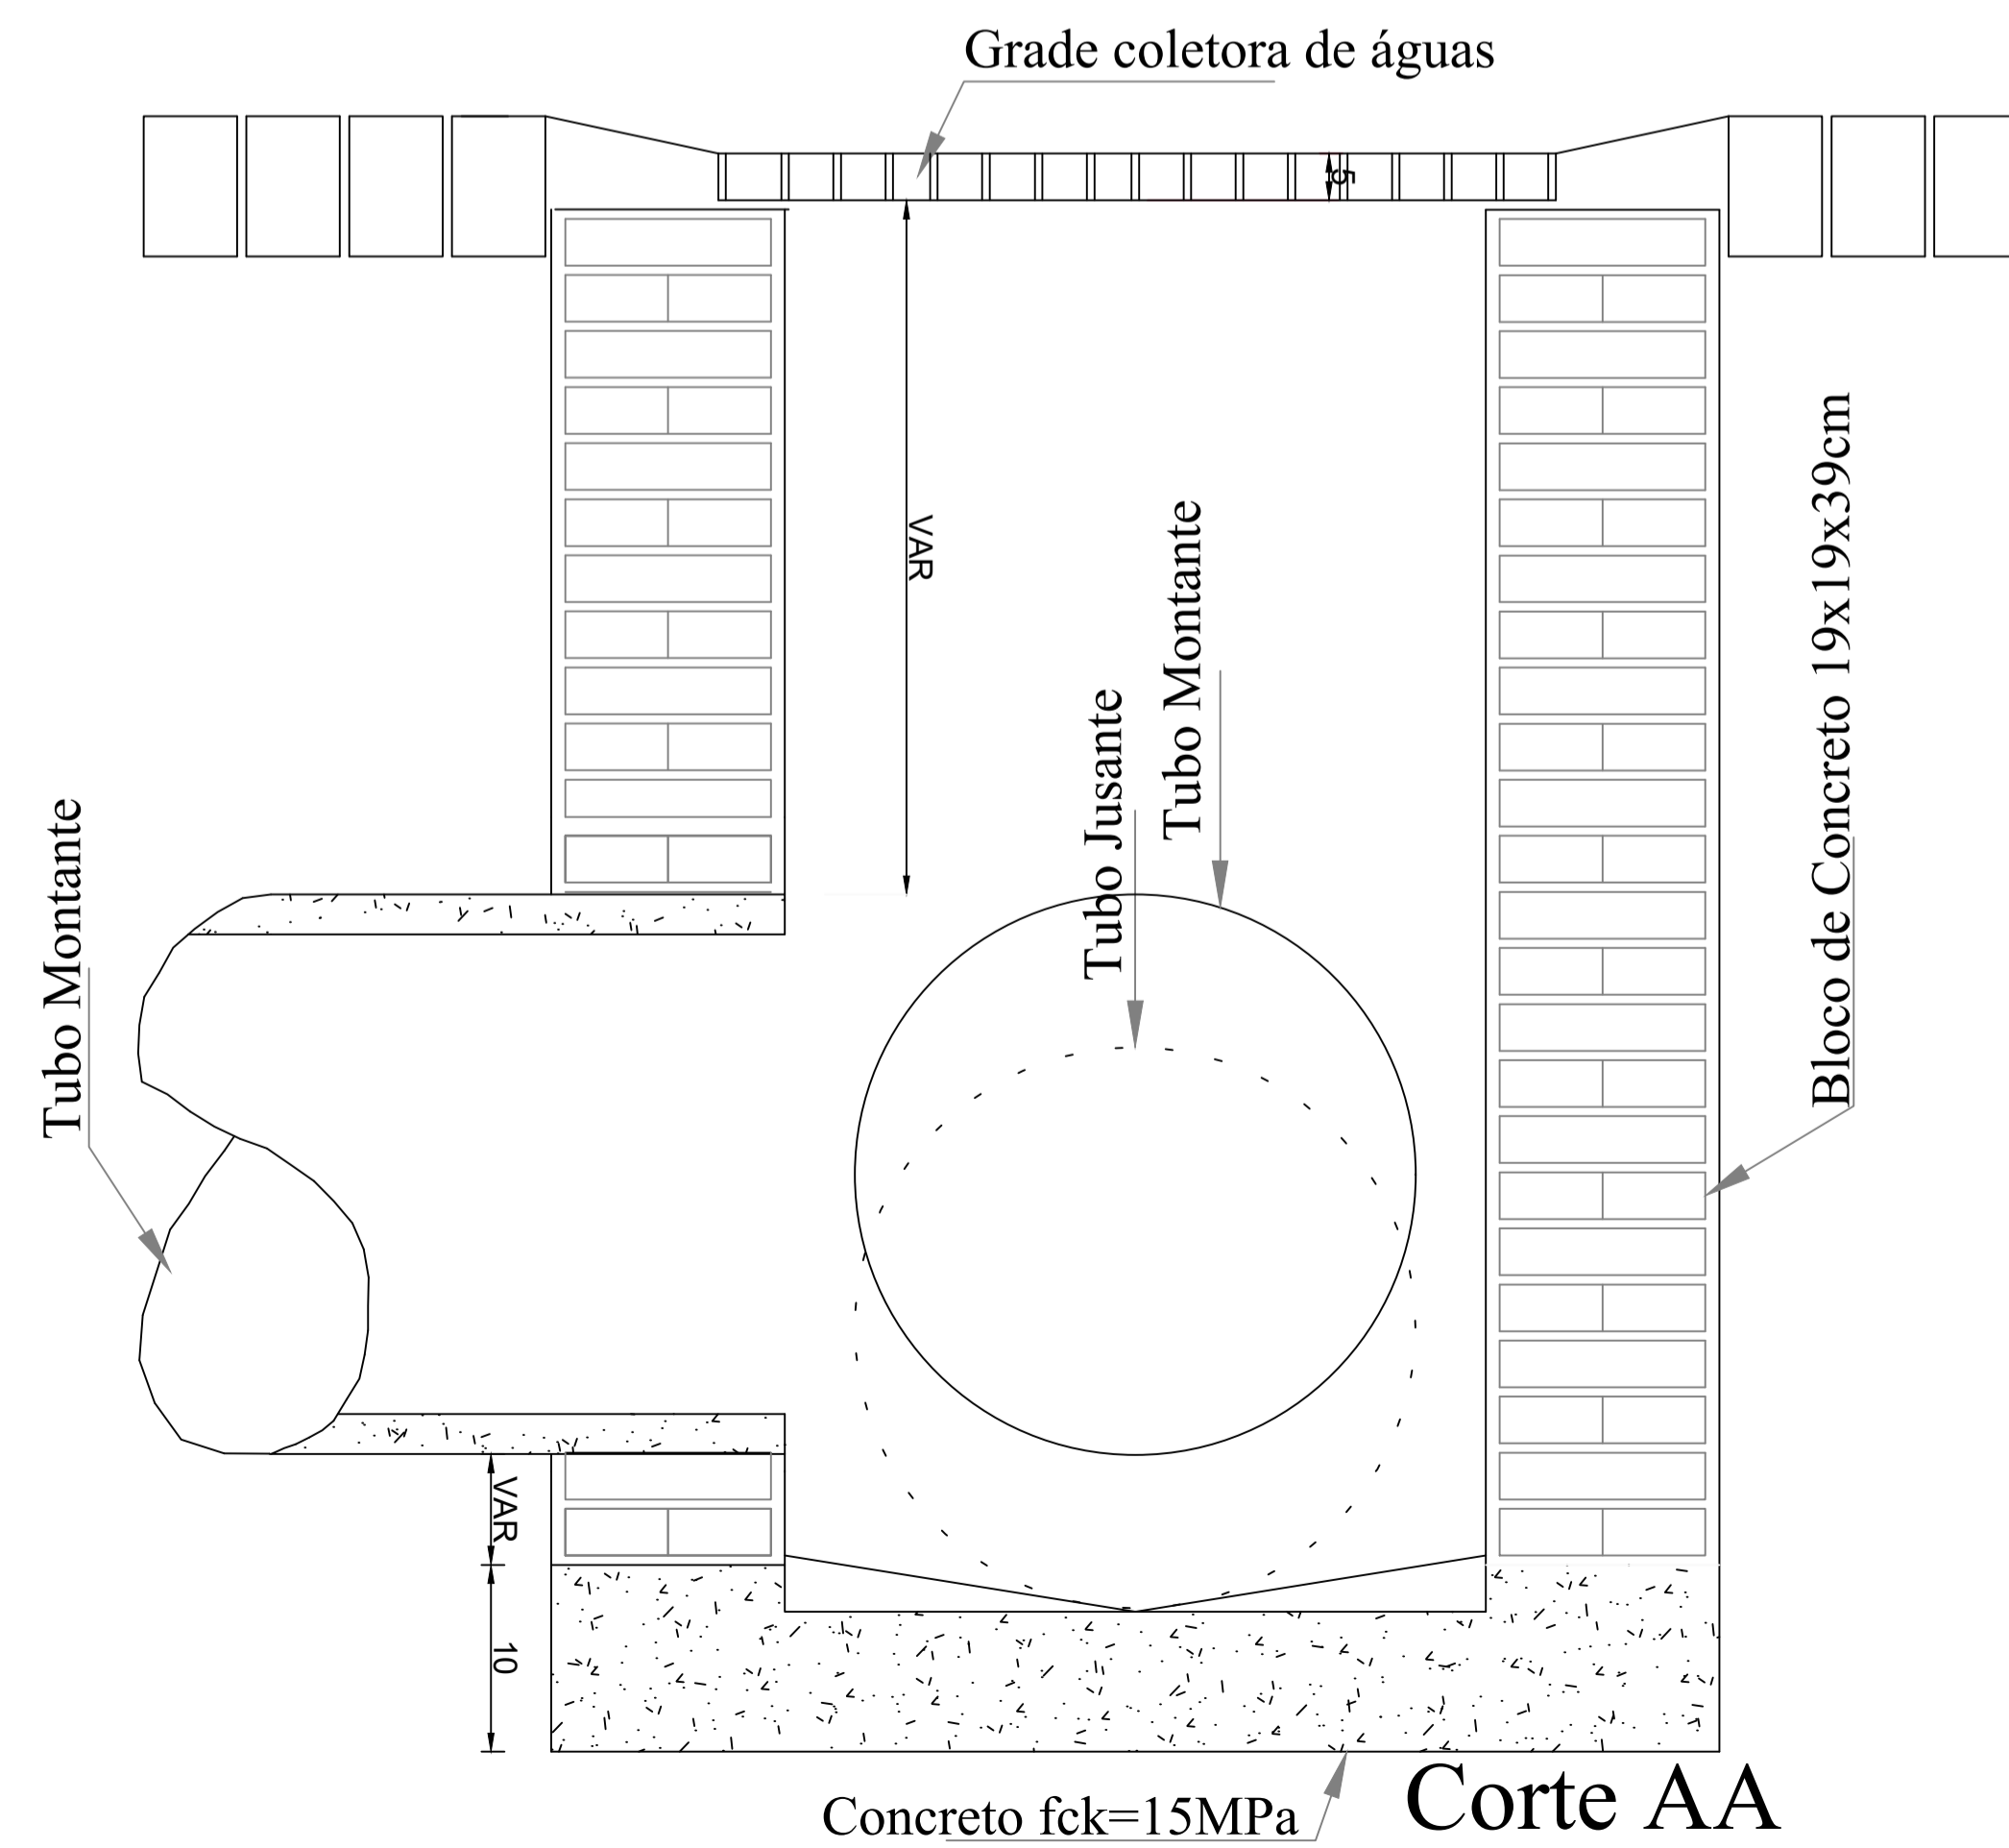 Grade coletora de águas
5
VAR
Tubo Montante
Tubo Jusante
Tubo Montante
Bloco de Concreto 19x19x39cm
VAR
10
Concreto fck=15MPa
Corte AA